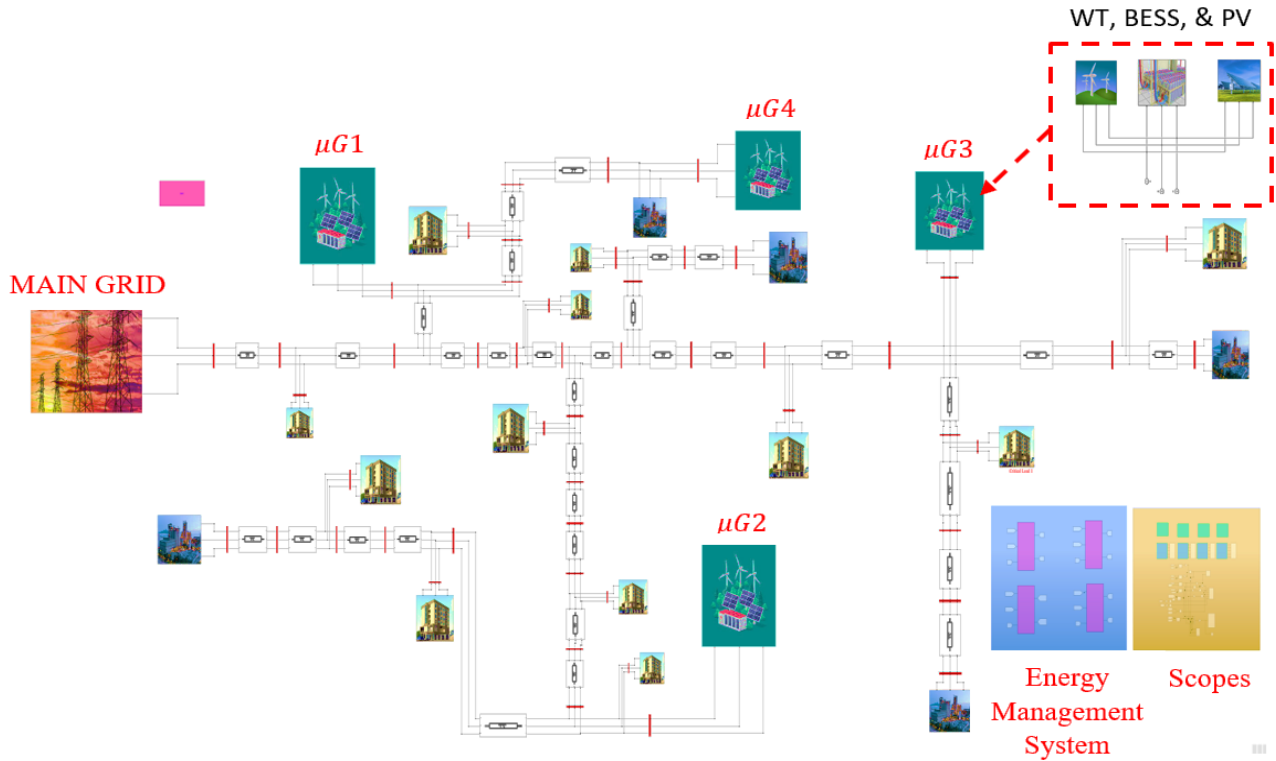 WT, BESS, & PV
μG4
μG1
μG3
MAIN GRID
μG2
Energy
Management
System
Scopes